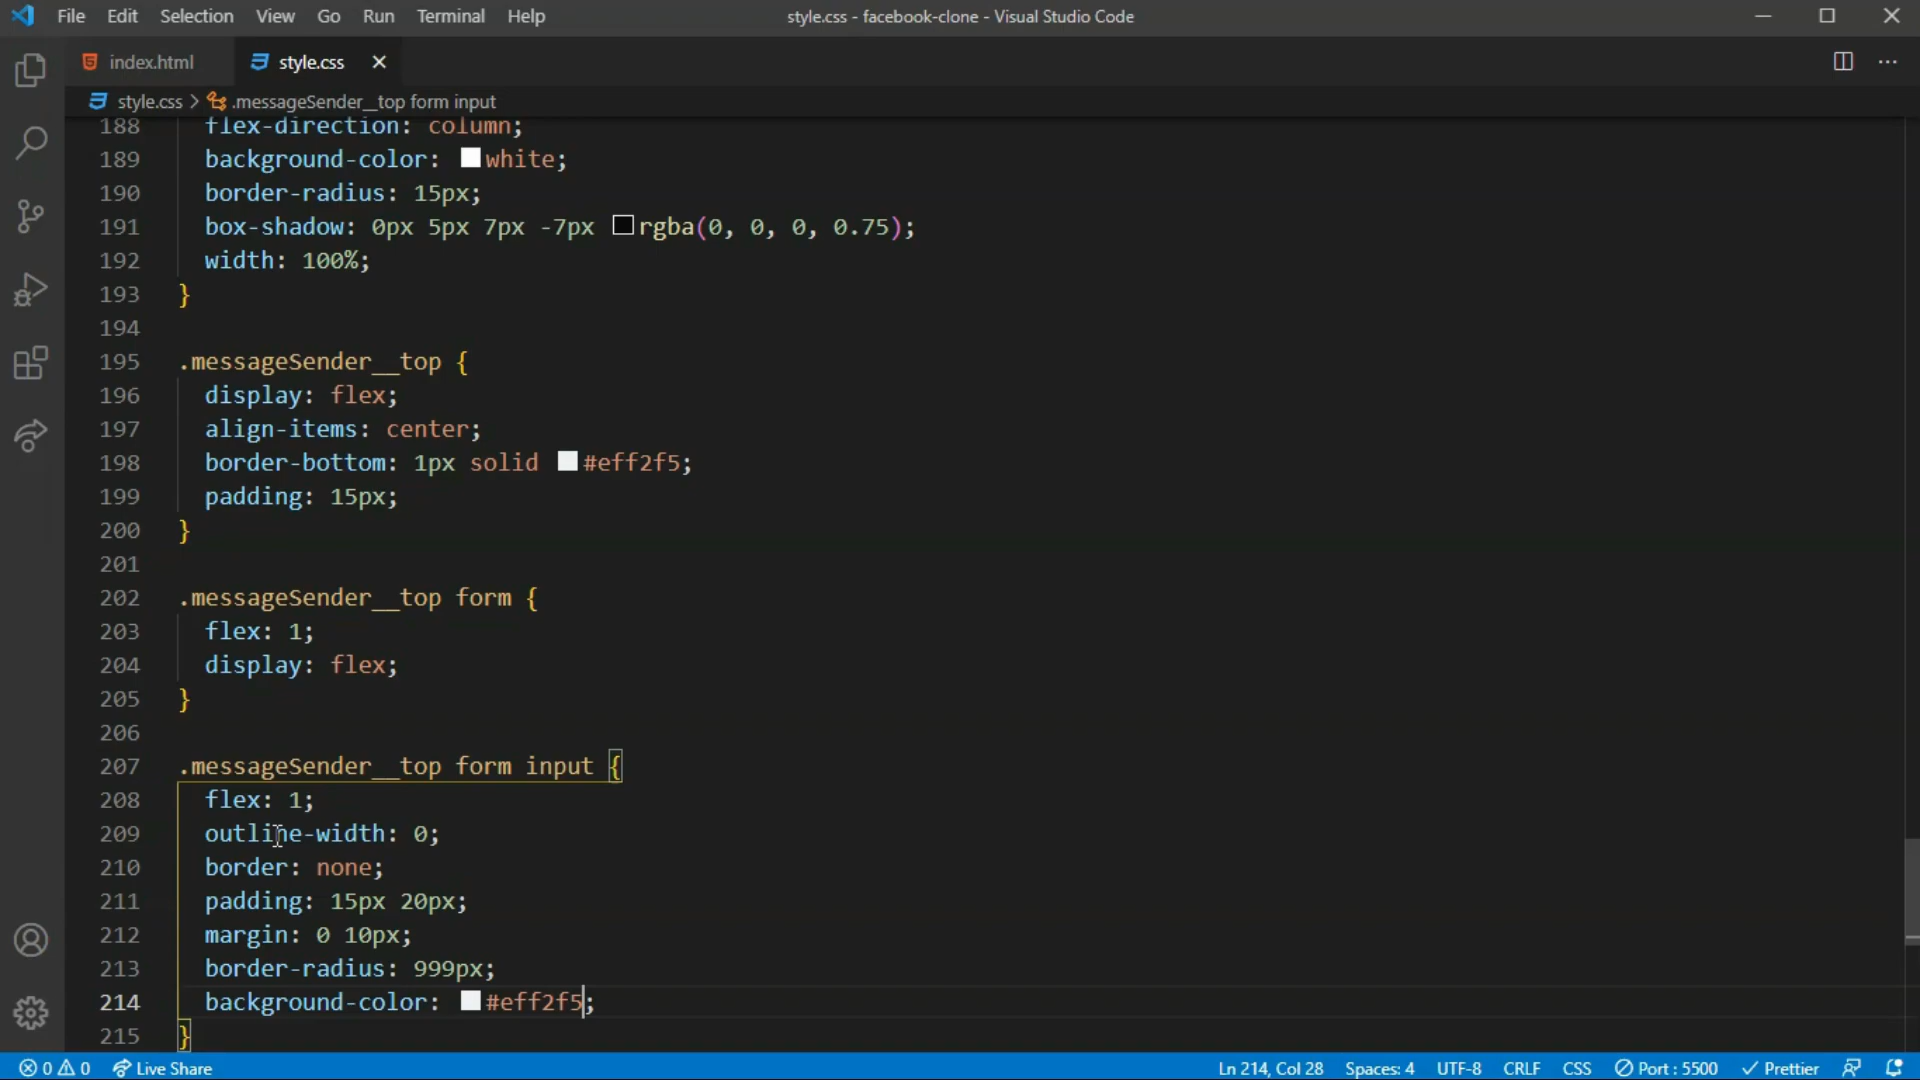 File Edit Selection View Go Run Terminal Help
style.css - facebook-clone - Visual Studio Code
index.html style.css
style.css > .messageSender__top form input
188 flex-direction: column;
189 background-color: white;
190 border-radius: 15px;
191 box-shadow: 0px 5px 7px -7px rgba(0, 0, 0, 0.75);
192 width: 100%;
193 }
194
195 .messageSender__top {
196 display: flex;
197 align-items: center;
198 border-bottom: 1px solid #eff2f5;
199 padding: 15px;
200 }
201
202 .messageSender__top form {
203 flex: 1;
204 display: flex;
205 }
206
207 .messageSender__top form input {
208 flex: 1;
209 outline-width: 0;
210 border: none;
211 padding: 15px 20px;
212 margin: 0 10px;
213 border-radius: 999px;
214 background-color: #eff2f5;
215 }
0 0 Live Share Ln 214, Col 28 Spaces: 4 UTF-8 CRLF CSS Port : 5500 Prettier